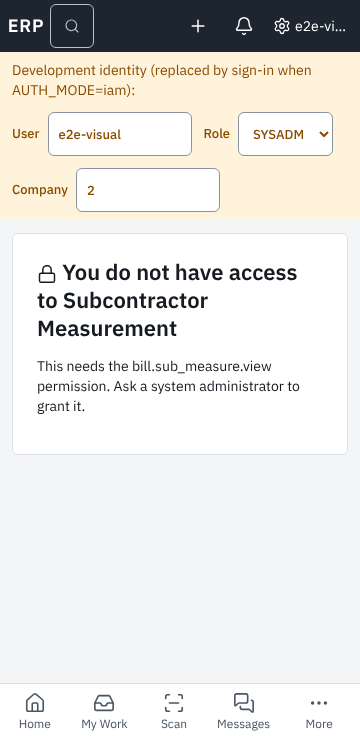 ERP
e2e-vi...
Development identity (replaced by sign-in when
AUTH_MODE=iam):
User e2e-visual Role SYSADM
Company 2
You do not have access
to Subcontractor
Measurement
This needs the bill.sub_measure.view
permission. Ask a system administrator to
grant it.
Home My Work Scan Messages More